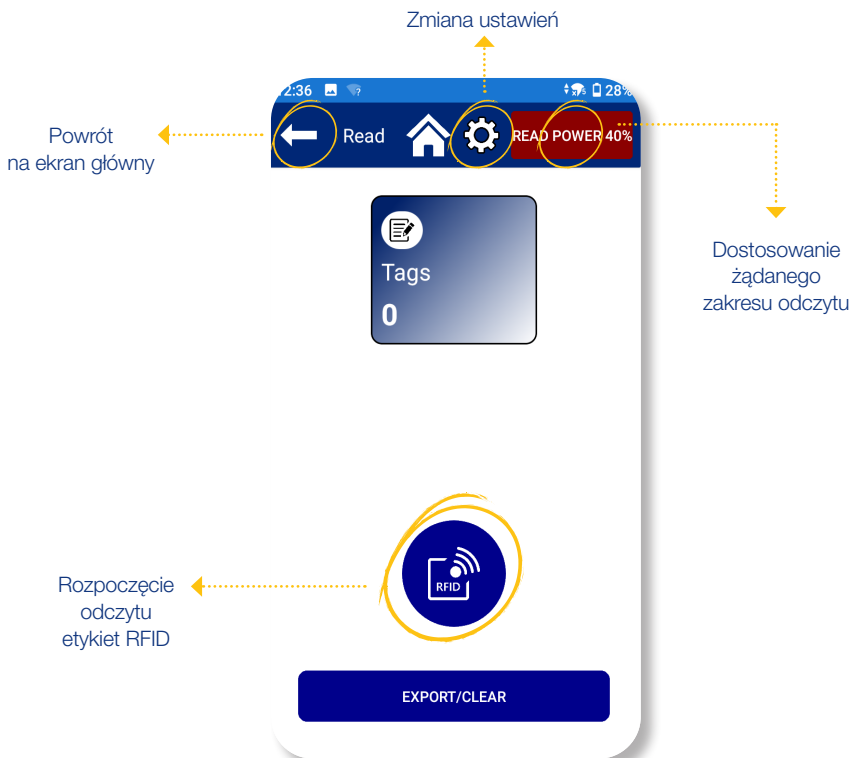 Zmiana ustawień
2:36 28%
Powrót
na ekran główny
Read
READ POWER 40%
Dostosowanie
żądanego
zakresu odczytu
Tags
0
Rozpoczęcie
odczytu
etykiet RFID
RFID
EXPORT/CLEAR